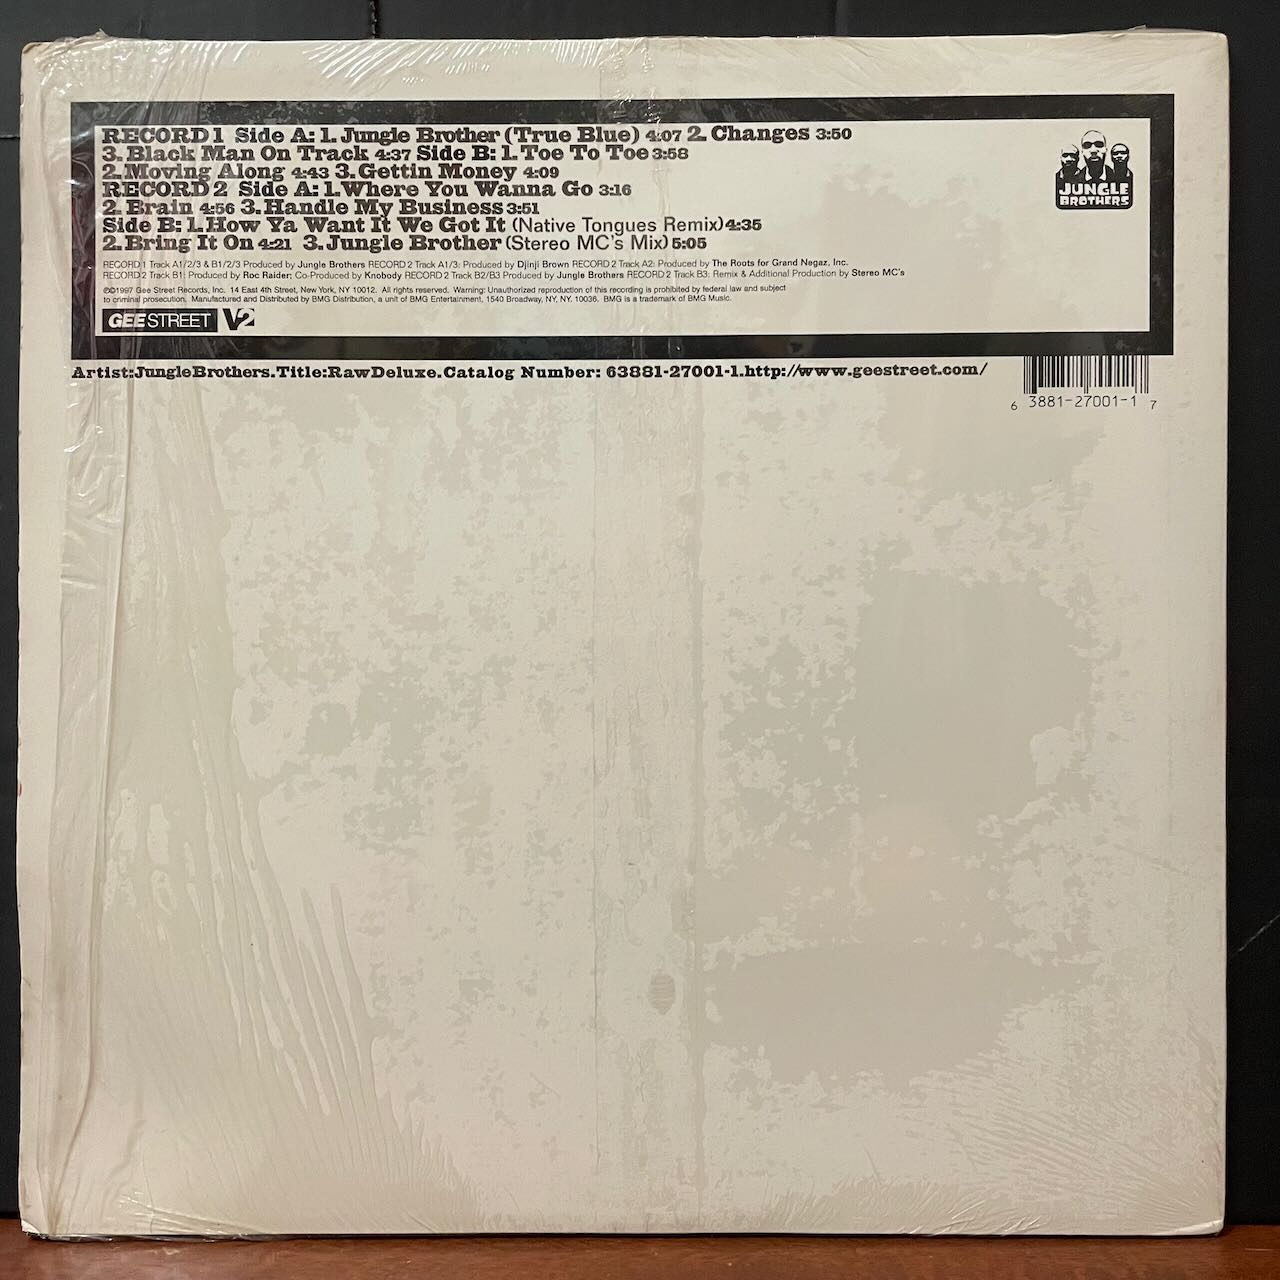 RECORD 1 Side A: 1. Jungle Brother (True Blue) 4:07 2. Changes 3:50
3. Black Man On Track 4:37 Side B: 1. Toe To Toe 3:58
2. Moving Along 4:43 3. Gettin Money 4:09
RECORD 2 Side A: 1. Where You Wanna Go 3:16
2. Brain 4:56 3. Handle My Business 3:51
Side B: 1. How Ya Want It We Got It (Native Tongues Remix) 4:35
2. Bring It On 4:21 3. Jungle Brother (Stereo MC's Mix) 5:05
JUNGLE
BROTHERS
RECORD 1 Track A1/2/3 & B1/2/3 Produced by Jungle Brothers RECORD 2 Track A1/3: Produced by Djinji Brown RECORD 2 Track A2: Produced by The Roots for Grand Negaz, Inc.
RECORD 2 Track B1: Produced by Roc Raider; Co-Produced by Knobody RECORD 2 Track B2/B3 Produced by Jungle Brothers RECORD 2 Track B3: Remix & Additional Production by Stereo MC's
℗©1997 Gee Street Records, Inc. 14 East 4th Street, New York, NY 10012. All rights reserved. Warning: Unauthorized reproduction of this recording is prohibited by federal law and subject
to criminal prosecution. Manufactured and Distributed by BMG Distribution, a unit of BMG Entertainment, 1540 Broadway, NY, NY, 10036. BMG is a trademark of BMG Music.
GEESTREET V2
Artist:JungleBrothers.Title:RawDeluxe.Catalog Number: 63881-27001-1.http://www.geestreet.com/
6 3881-27001-1 7